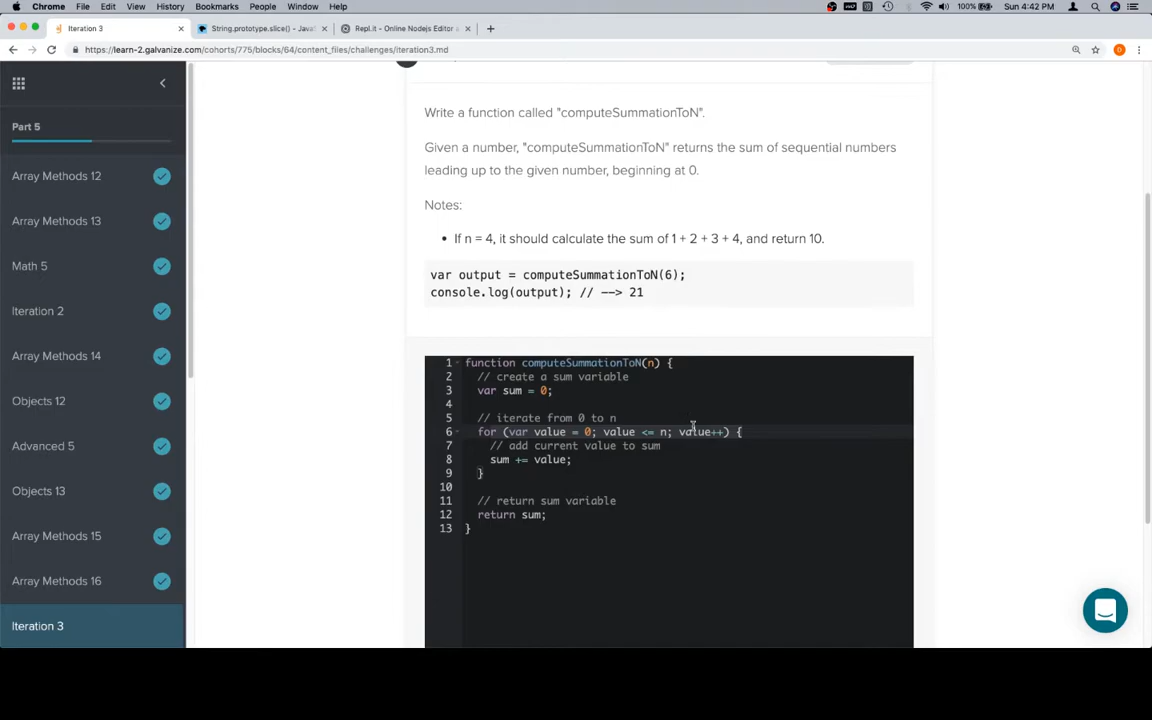 Chrome File Edit View History Bookmarks People Window Help 100% Sun 4:42 PM
Iteration 3 × String.prototype.slice() - Java × Repl.it - Online Nodejs Editor & ×
https://learn-2.galvanize.com/cohorts/775/blocks/64/content_files/challenges/iteration3.md
Part 5
Array Methods 12
Array Methods 13
Math 5
Iteration 2
Array Methods 14
Objects 12
Advanced 5
Objects 13
Array Methods 15
Array Methods 16
Iteration 3
Write a function called "computeSummationToN".
Given a number, "computeSummationToN" returns the sum of sequential numbers
leading up to the given number, beginning at 0.
Notes:
• If n = 4, it should calculate the sum of 1 + 2 + 3 + 4, and return 10.
var output = computeSummationToN(6);
console.log(output); // --> 21
1 function computeSummationToN(n) {
2 // create a sum variable
3 var sum = 0;
4
5 // iterate from 0 to n
6 for (var value = 0; value <= n; value++) {
7 // add current value to sum
8 sum += value;
9 }
10
11 // return sum variable
12 return sum;
13 }